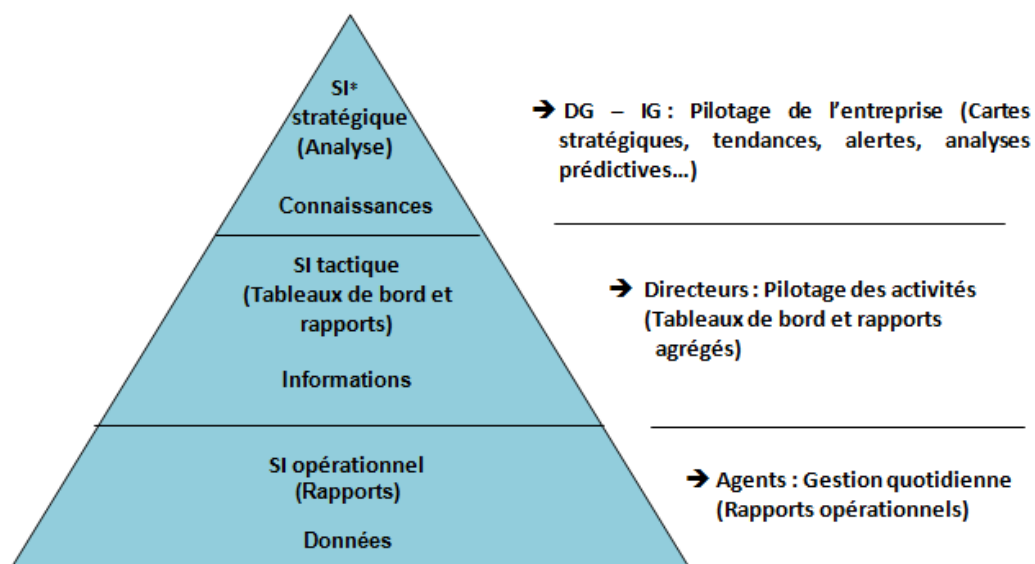 SI*
stratégique
(Analyse)
Connaissances
➔ DG – IG : Pilotage de l’entreprise (Cartes
stratégiques, tendances, alertes, analyses
prédictives…)
SI tactique
(Tableaux de bord et
rapports)
Informations
➔ Directeurs : Pilotage des activités
(Tableaux de bord et rapports
agrégés)
SI opérationnel
(Rapports)
Données
➔ Agents : Gestion quotidienne
(Rapports opérationnels)